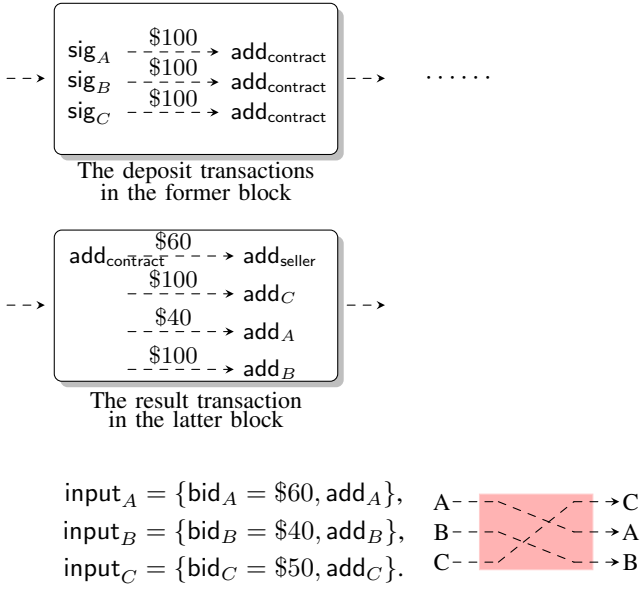 $100
sig_A add_contract
$100
sig_B add_contract
$100
sig_C add_contract
······
The deposit transactions
in the former block
$60
add_contract add_seller
$100
add_C
$40
add_A
$100
add_B
The result transaction
in the latter block
input_A = {bid_A = $60, add_A}, A C
input_B = {bid_B = $40, add_B}, B A
input_C = {bid_C = $50, add_C}. C B